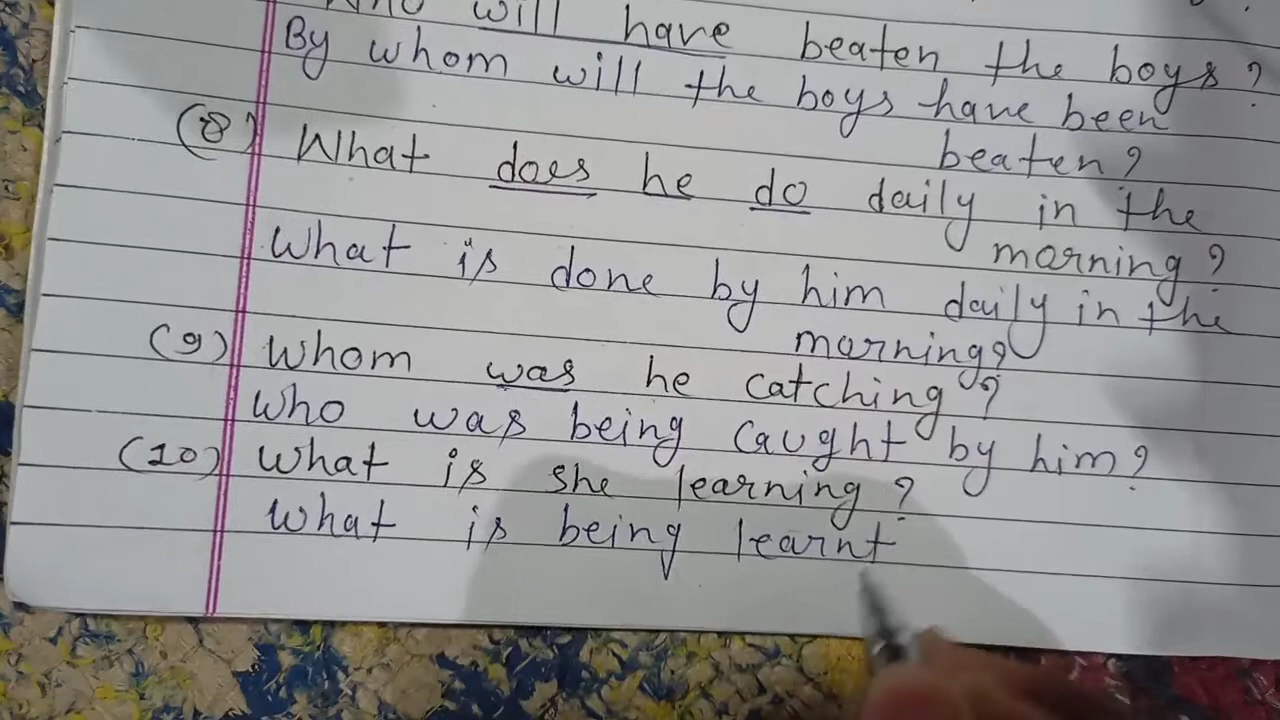 Who will have beaten the boys?
By whom will the boys have been
beaten?
(8) What does he do daily in the
morning?
What is done by him daily in the
morning?
(9) Whom was he catching?
Who was being caught by him?
(10) What is she learning?
What is being learnt